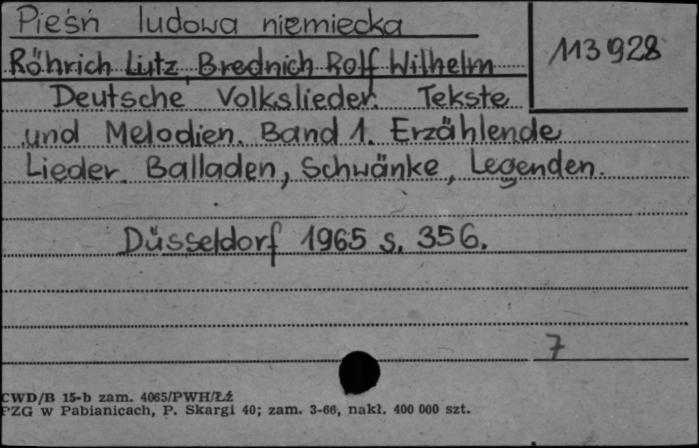 Pieśń ludowa niemiecka
113928
Röhrich Lutz, Brednich Rolf Wilhelm
Deutsche Volkslieder. Tekste
und Melodien. Band 1. Erzählende
Lieder. Balladen, Schwänke, Legenden.
Düsseldorf 1965 s. 356.
7
CWD/B 15-b zam. 4065/PWH/Łź
PZG w Pabianicach, P. Skargi 40; zam. 3-66, nakł. 400 000 szt.